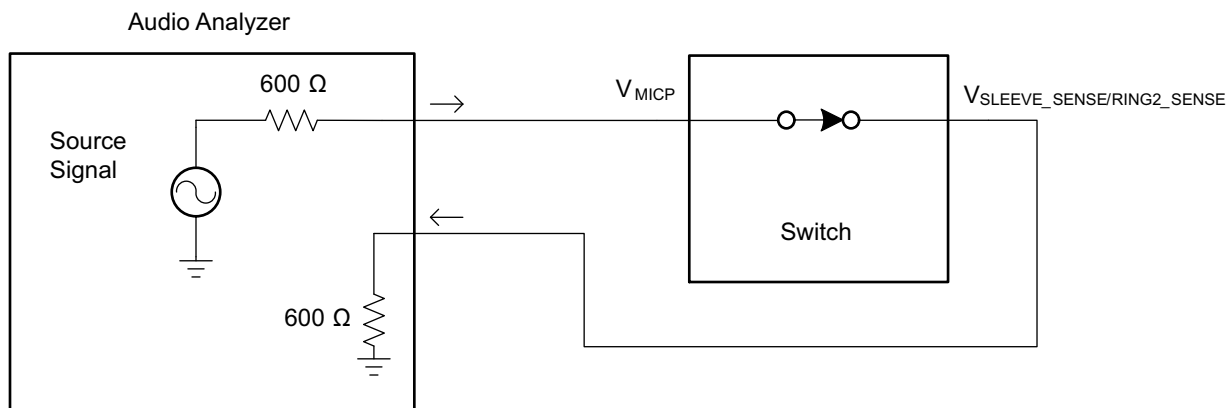 Audio Analyzer
600 Ω
Source
Signal
V MICP
V SLEEVE_SENSE/RING2_SENSE
Switch
600 Ω